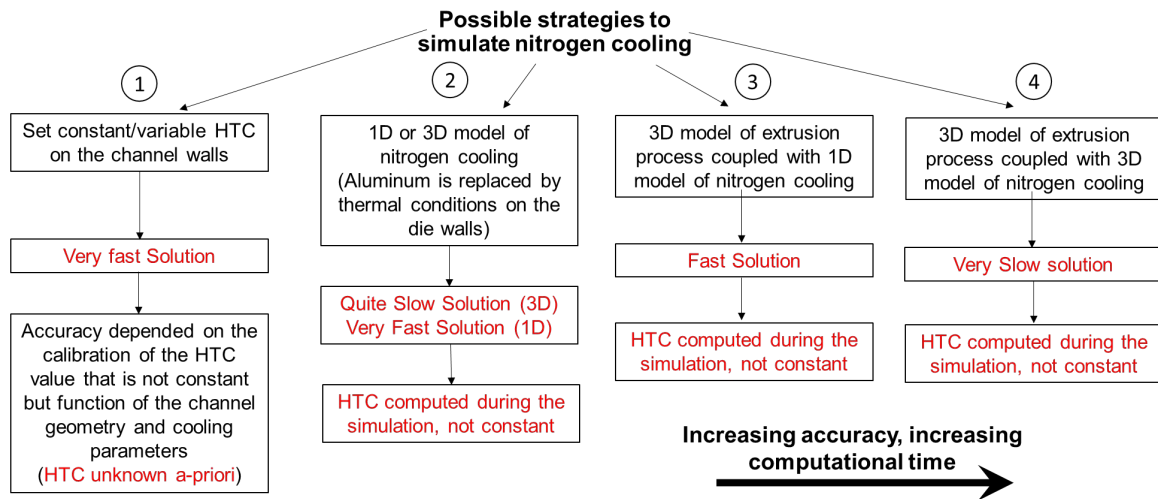 Possible strategies to
simulate nitrogen cooling
1
Set constant/variable HTC
on the channel walls
Very fast Solution
Accuracy depended on the
calibration of the HTC
value that is not constant
but function of the channel
geometry and cooling
parameters
(HTC unknown a-priori)
2
1D or 3D model of
nitrogen cooling
(Aluminum is replaced by
thermal conditions on the
die walls)
Quite Slow Solution (3D)
Very Fast Solution (1D)
HTC computed during the
simulation, not constant
3
3D model of extrusion
process coupled with 1D
model of nitrogen cooling
Fast Solution
HTC computed during the
simulation, not constant
4
3D model of extrusion
process coupled with 3D
model of nitrogen cooling
Very Slow solution
HTC computed during the
simulation, not constant
Increasing accuracy, increasing
computational time